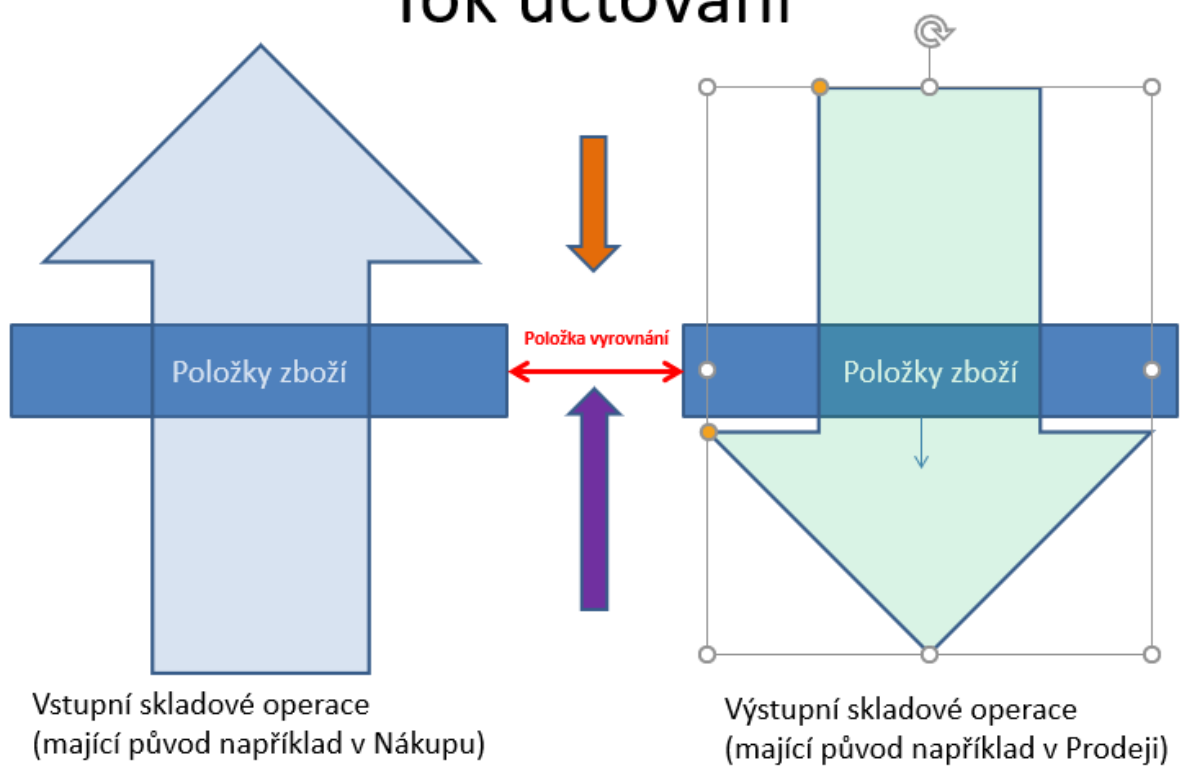 účtování
Položka vyrovnání
Položky zboží
Položky zboží
Vstupní skladové operace
(mající původ například v Nákupu)
Výstupní skladové operace
(mající původ například v Prodeji)